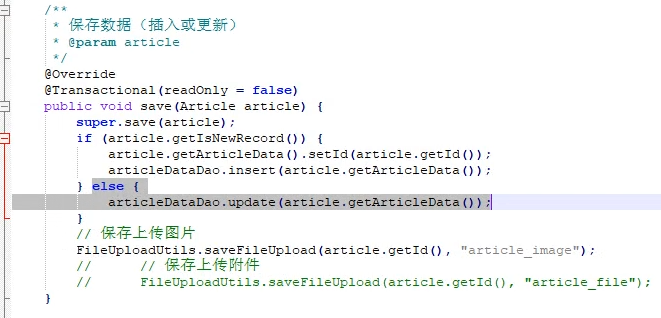 /**
 * 保存数据（插入或更新）
 * @param article
 */
@Override
@Transactional(readOnly = false)
public void save(Article article) {
    super.save(article);
    if (article.getIsNewRecord()) {
        article.getArticleData().setId(article.getId());
        articleDataDao.insert(article.getArticleData());
    } else {
        articleDataDao.update(article.getArticleData());
    }
    // 保存上传图片
    FileUploadUtils.saveFileUpload(article.getId(), "article_image");
    //      // 保存上传附件
    //      FileUploadUtils.saveFileUpload(article.getId(), "article_file");
}